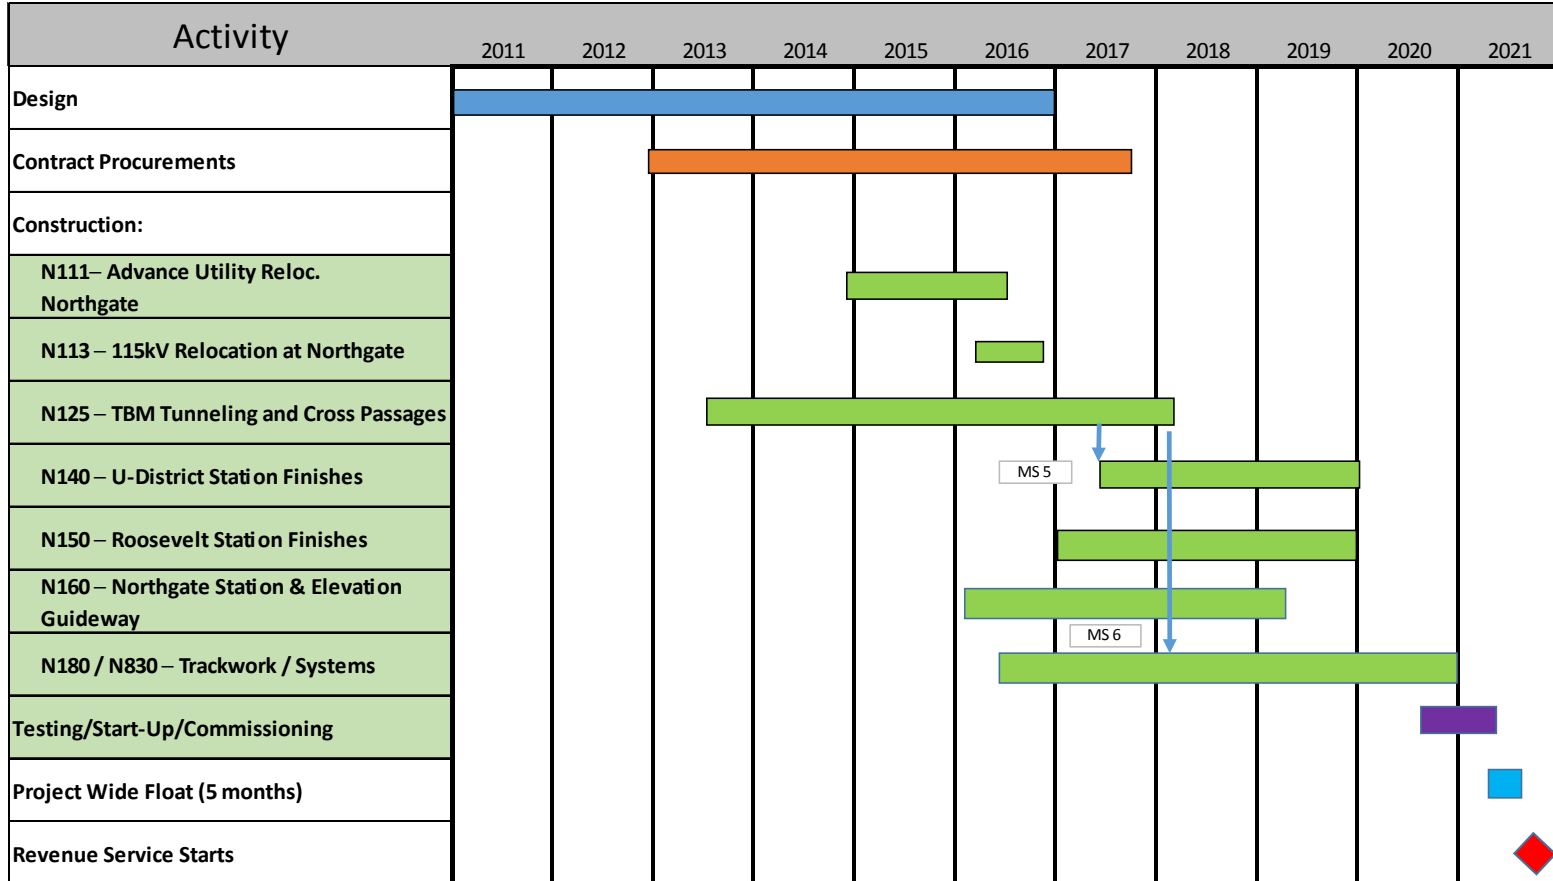 Activity
2011 2012 2013 2014 2015 2016 2017 2018 2019 2020 2021
Design
Contract Procurements
Construction:
N111– Advance Utility Reloc.
Northgate
N113 – 115kV Relocation at Northgate
N125 – TBM Tunneling and Cross Passages
N140 – U-District Station Finishes
MS 5
N150 – Roosevelt Station Finishes
N160 – Northgate Station & Elevation
Guideway
MS 6
N180 / N830 – Trackwork / Systems
Testing/Start-Up/Commissioning
Project Wide Float (5 months)
Revenue Service Starts